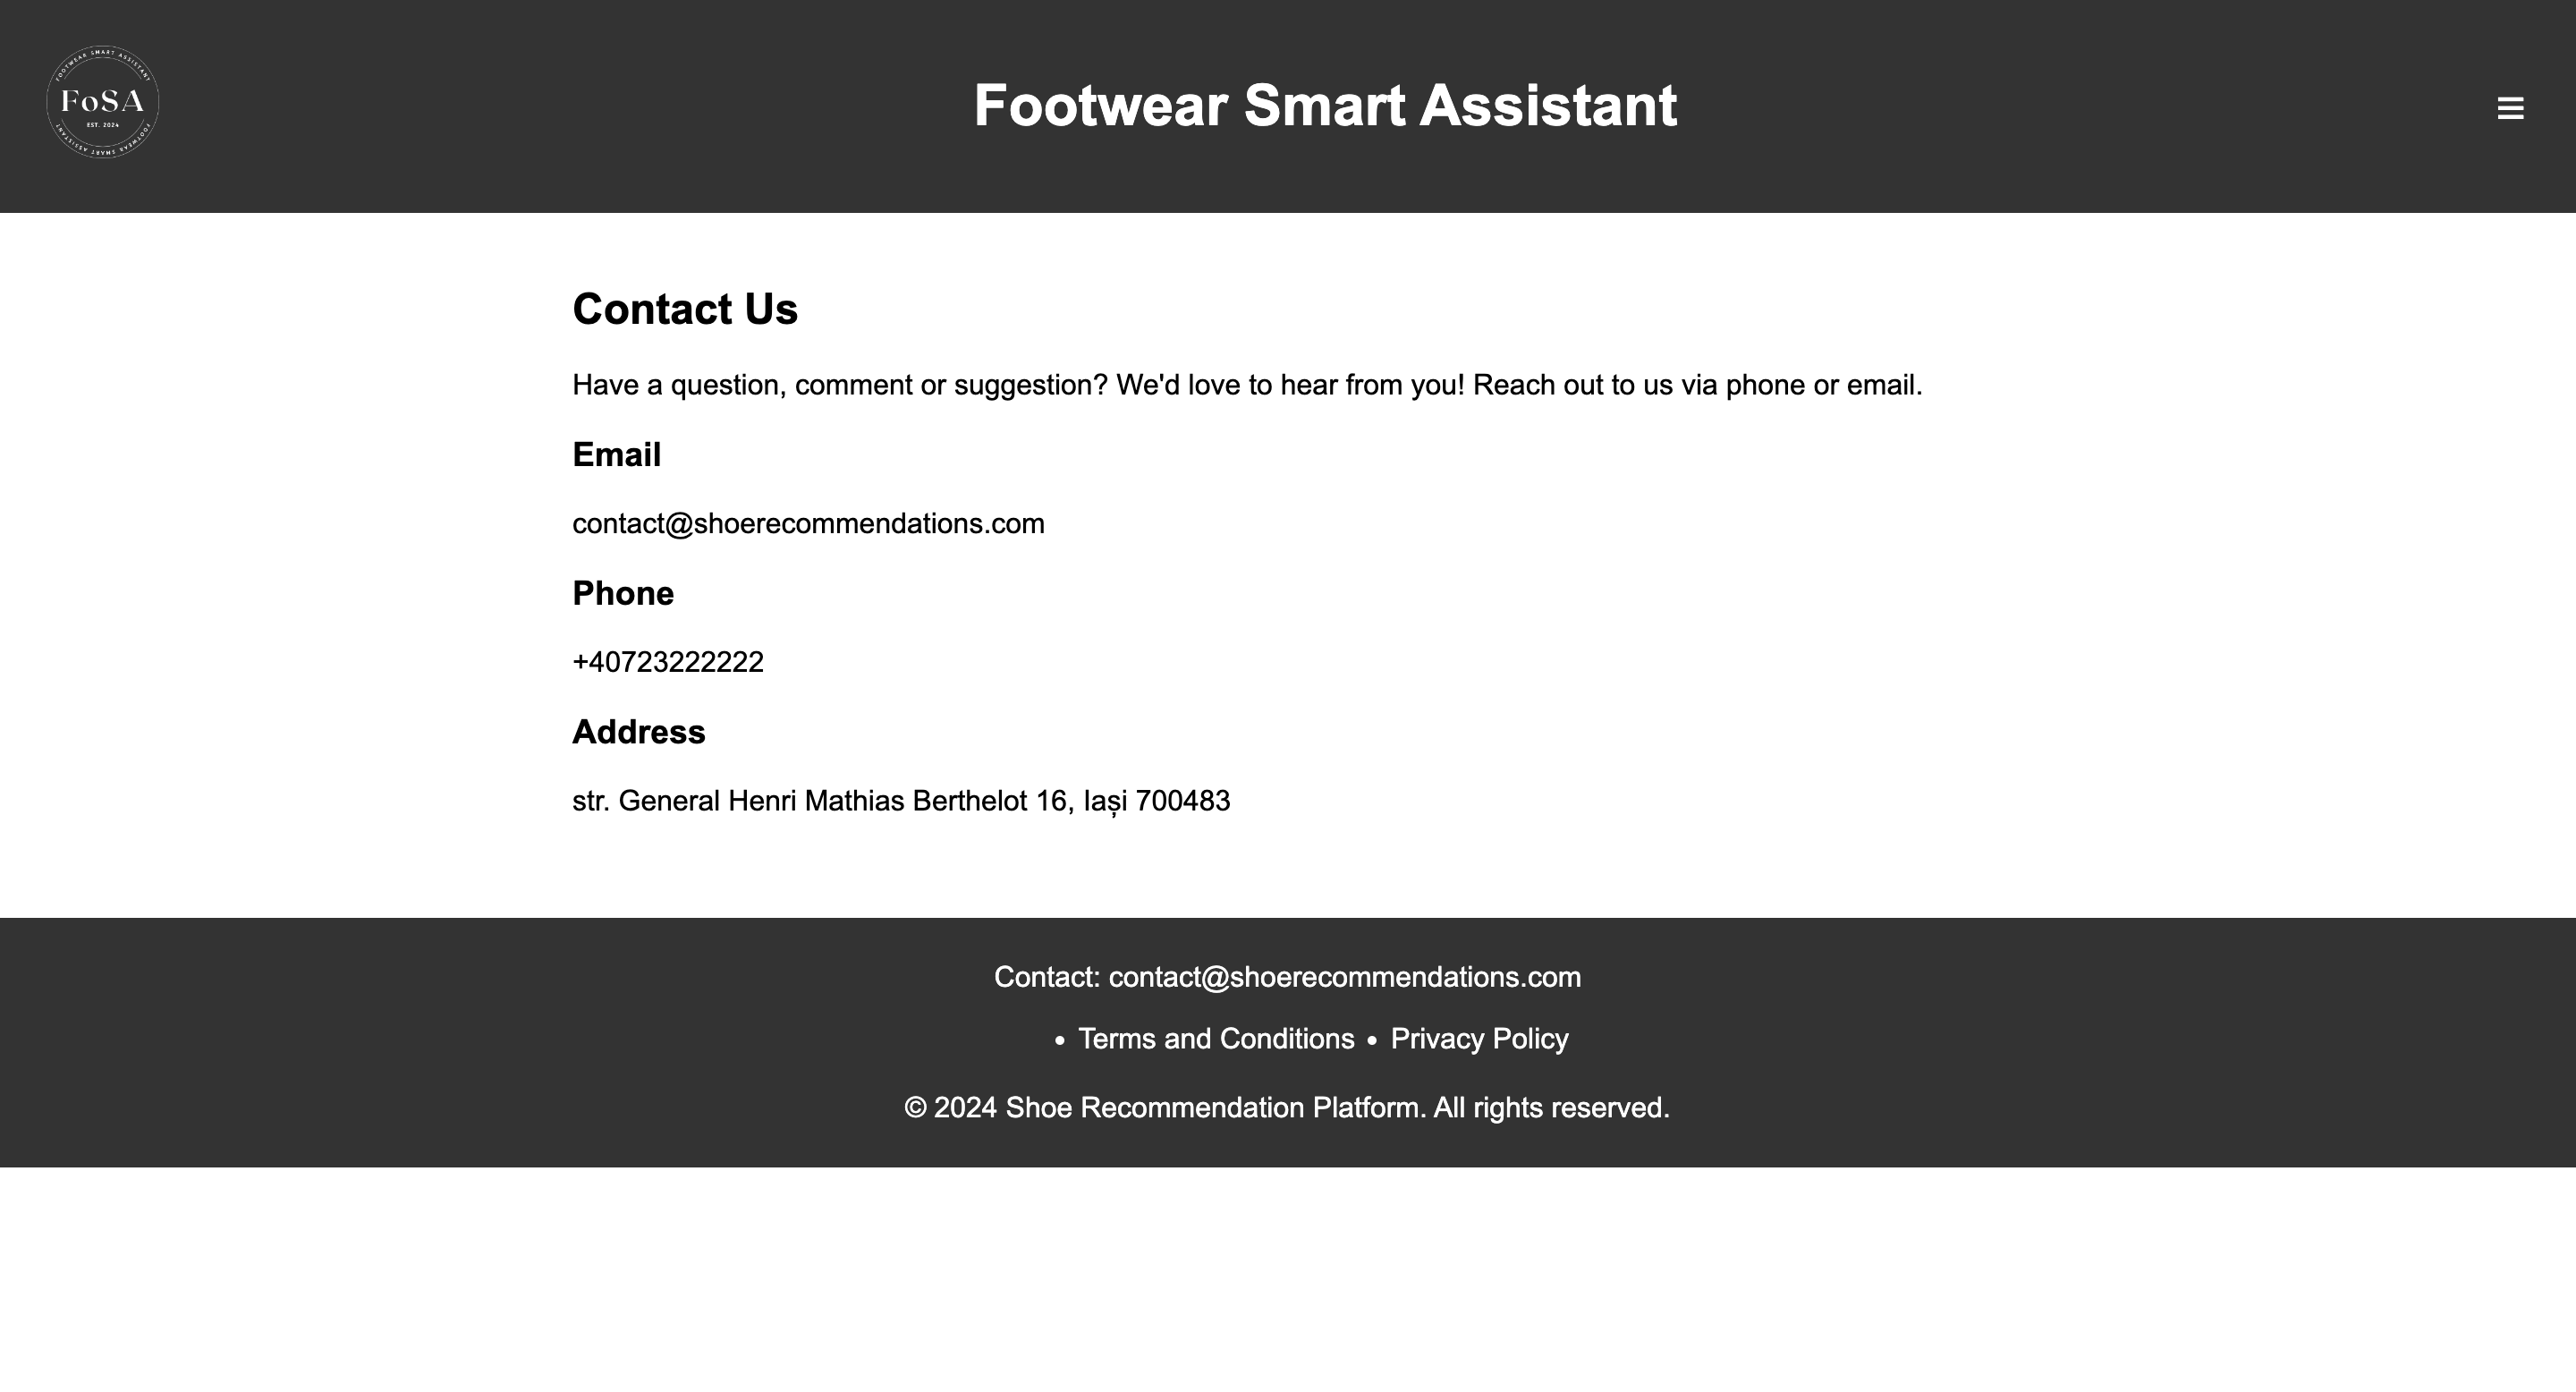 FOOTWEAR SMART ASSISTANT
FoSA
EST. 2024
FOOTWEAR SMART ASSISTANT
Footwear Smart Assistant
Contact Us
Have a question, comment or suggestion? We'd love to hear from you! Reach out to us via phone or email.
Email
contact@shoerecommendations.com
Phone
+40723222222
Address
str. General Henri Mathias Berthelot 16, Iași 700483
Contact: contact@shoerecommendations.com
• Terms and Conditions • Privacy Policy
© 2024 Shoe Recommendation Platform. All rights reserved.